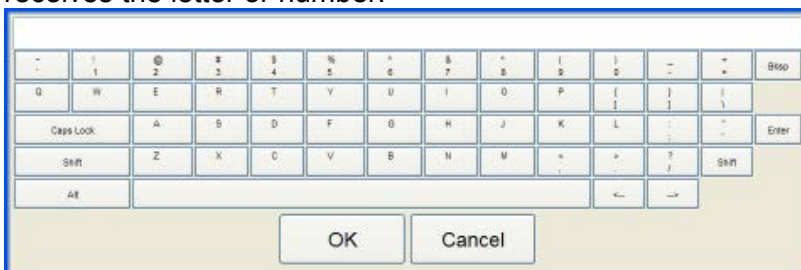 receives the letter or number.
~ ! @ # $ % ^ & * ( ) _ + Bksp
` 1 2 3 4 5 6 7 8 9 0 - =
Q W E R T Y U I O P { } |
[ ] \
Caps Lock A S D F G H J K L : " Enter
; '
Shift Z X C V B N M < > ? Shift
, . /
Alt <-- -->
OK Cancel